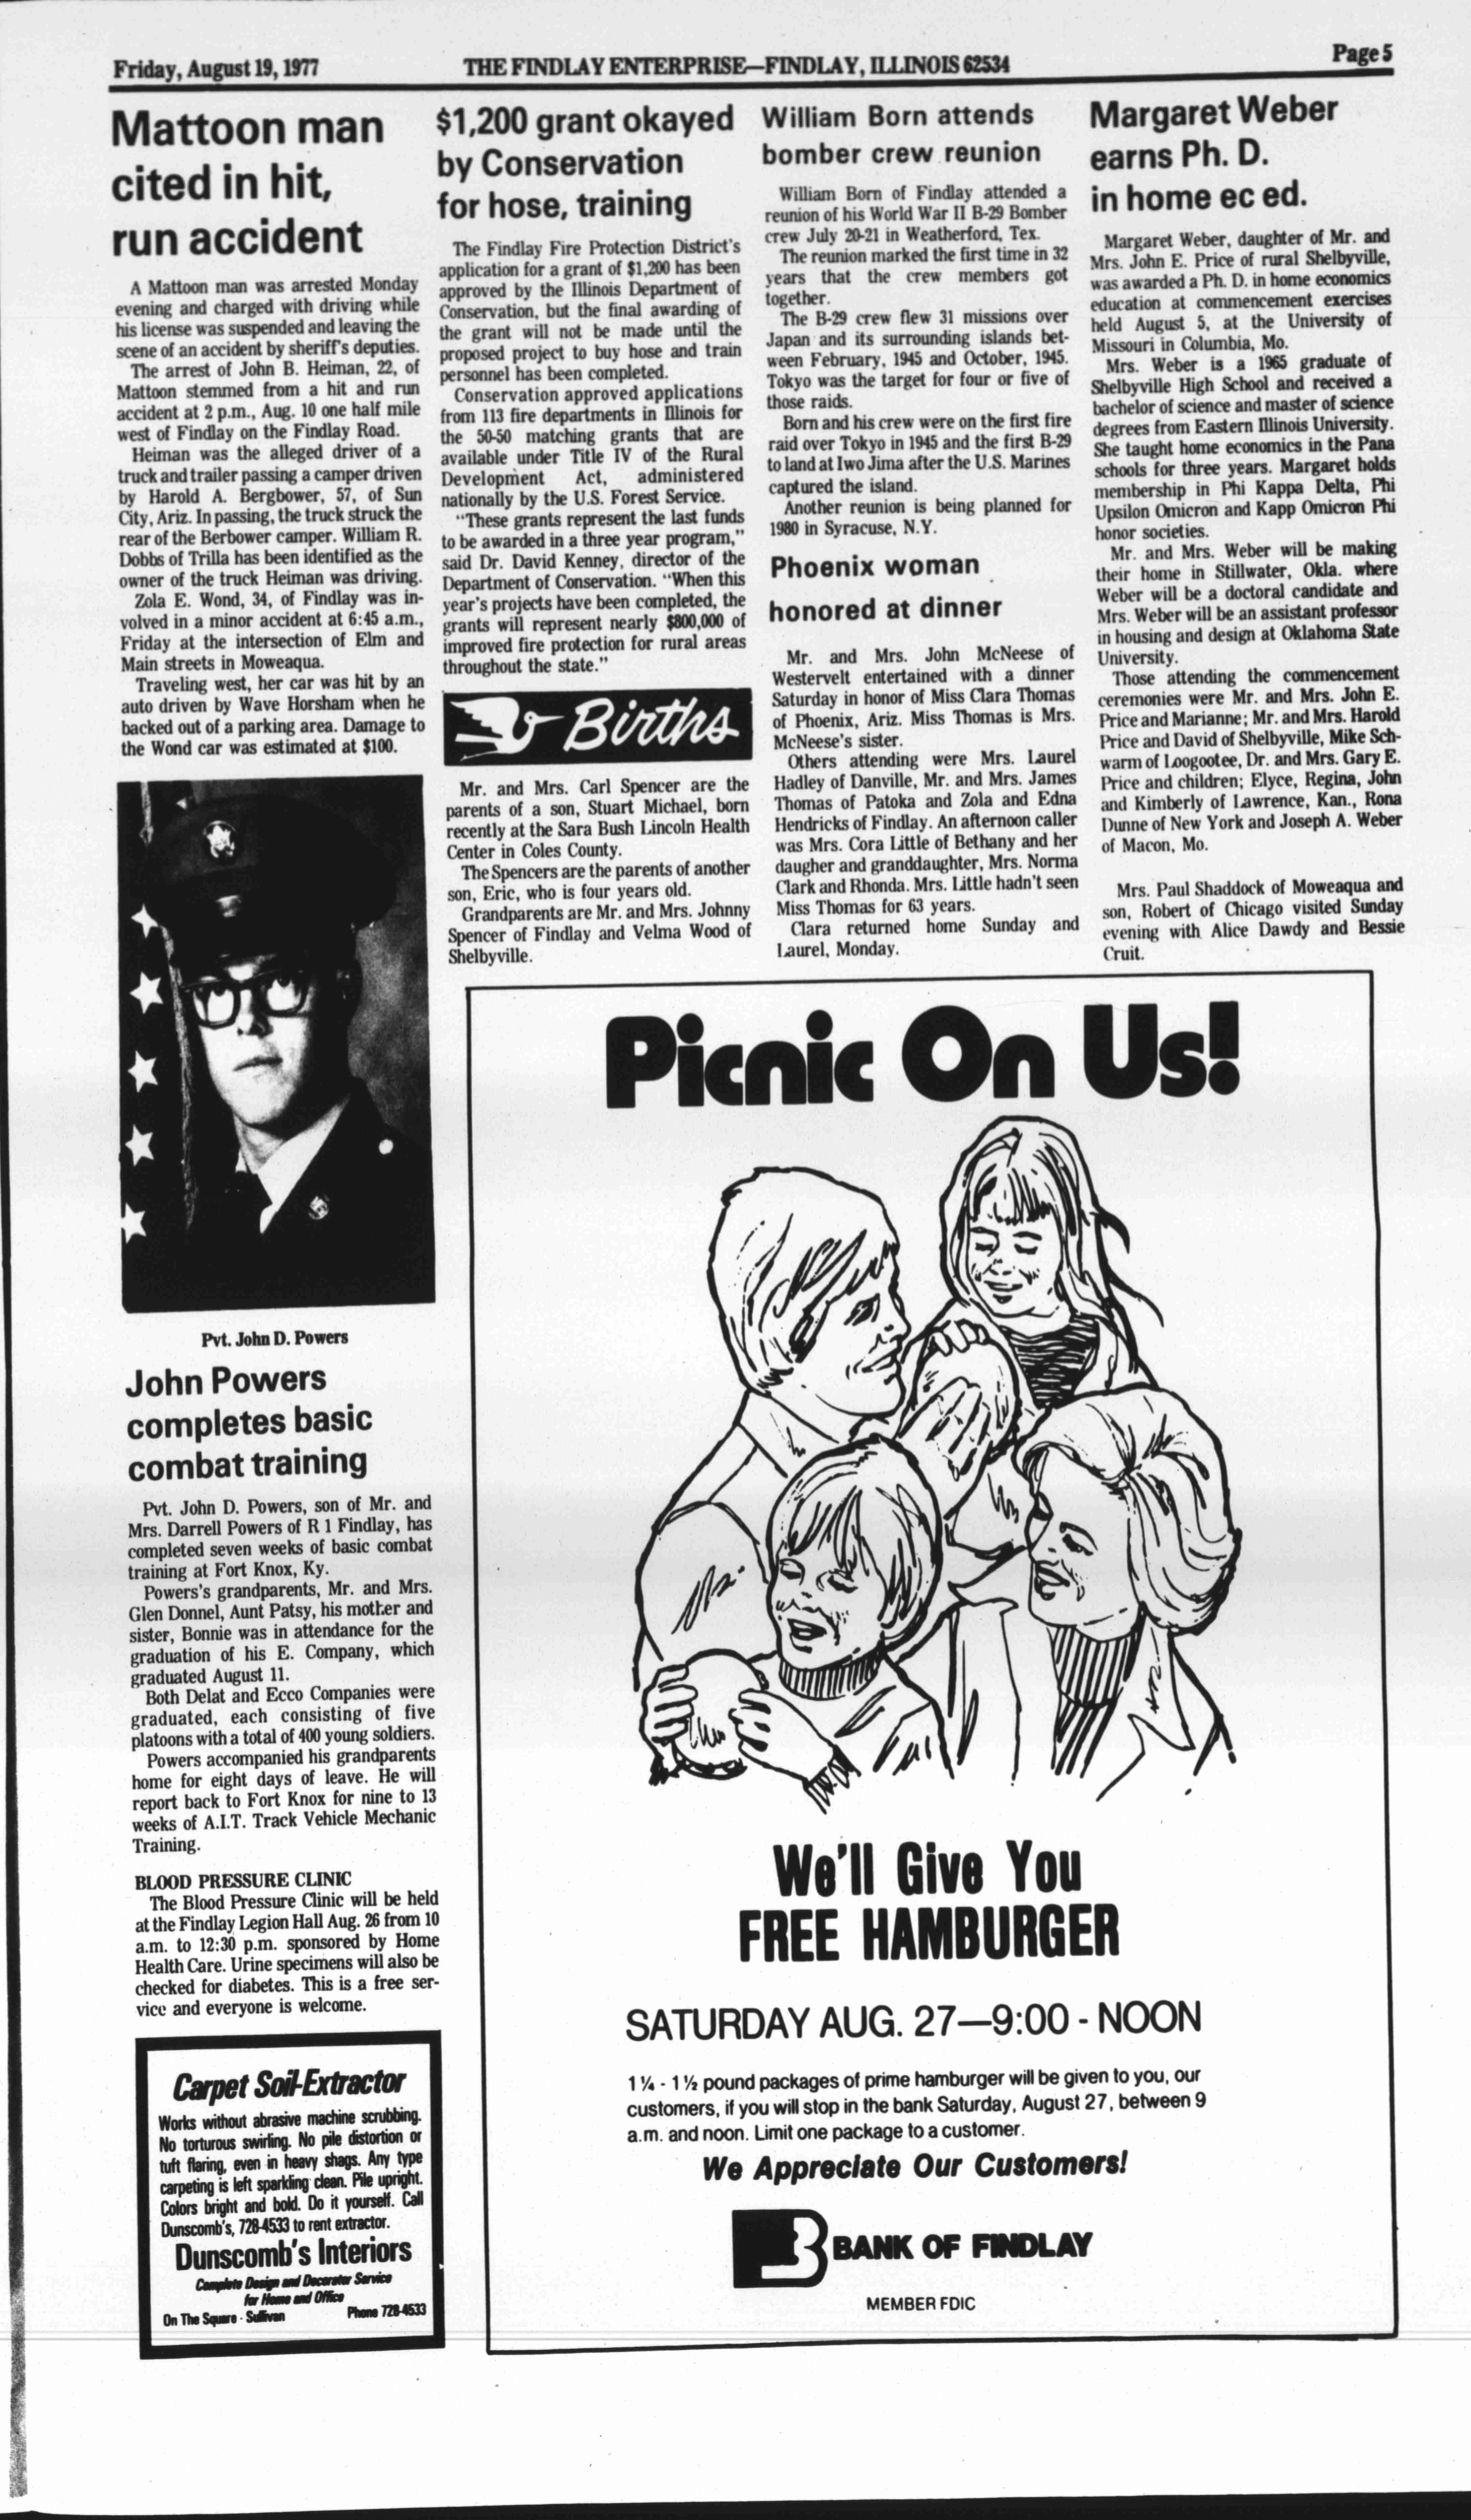 Friday, August 19, 1977
THE FINDLAY ENTERPRISE—FINDLAY, ILLINOIS 62534
Page 5
Mattoon man
cited in hit,
run accident
A Mattoon man was arrested Monday
evening and charged with driving while
his license was suspended and leaving the
scene of an accident by sheriff's deputies.
The arrest of John B. Heiman, 22, of
Mattoon stemmed from a hit and run
accident at 2 p.m., Aug. 10 one half mile
west of Findlay on the Findlay Road.
Heiman was the alleged driver of a
truck and trailer passing a camper driven
by Harold A. Bergbower, 57, of Sun
City, Ariz. In passing, the truck struck the
rear of the Berbower camper. William R.
Dobbs of Trilla has been identified as the
owner of the truck Heiman was driving.
Zola E. Wond, 34, of Findlay was in-
volved in a minor accident at 6:45 a.m.,
Friday at the intersection of Elm and
Main streets in Moweaqua.
Traveling west, her car was hit by an
auto driven by Wave Horsham when he
backed out of a parking area. Damage to
the Wond car was estimated at $100.
Pvt. John D. Powers
John Powers
completes basic
combat training
Pvt. John D. Powers, son of Mr. and
Mrs. Darrell Powers of R 1 Findlay, has
completed seven weeks of basic combat
training at Fort Knox, Ky.
Powers's grandparents, Mr. and Mrs.
Glen Donnel, Aunt Patsy, his mother and
sister, Bonnie was in attendance for the
graduation of his E. Company, which
graduated August 11.
Both Delat and Ecco Companies were
graduated, each consisting of five
platoons with a total of 400 young soldiers.
Powers accompanied his grandparents
home for eight days of leave. He will
report back to Fort Knox for nine to 13
weeks of A.I.T. Track Vehicle Mechanic
Training.
BLOOD PRESSURE CLINIC
The Blood Pressure Clinic will be held
at the Findlay Legion Hall Aug. 26 from 10
a.m. to 12:30 p.m. sponsored by Home
Health Care. Urine specimens will also be
checked for diabetes. This is a free ser-
vice and everyone is welcome.
Carpet Soil-Extractor
Works without abrasive machine scrubbing.
No torturous swirling. No pile distortion or
tuft flaring, even in heavy shags. Any type
carpeting is left sparkling clean. Pile upright.
Colors bright and bold. Do it yourself. Call
Dunscomb's, 728-4533 to rent extractor.
Dunscomb's Interiors
Complete Design and Decorator Service
for Home and Office
On The Square - Sullivan Phone 728-4533
$1,200 grant okayed
by Conservation
for hose, training
The Findlay Fire Protection District's
application for a grant of $1,200 has been
approved by the Illinois Department of
Conservation, but the final awarding of
the grant will not be made until the
proposed project to buy hose and train
personnel has been completed.
Conservation approved applications
from 113 fire departments in Illinois for
the 50-50 matching grants that are
available under Title IV of the Rural
Development Act, administered
nationally by the U.S. Forest Service.
"These grants represent the last funds
to be awarded in a three year program,"
said Dr. David Kenney, director of the
Department of Conservation. "When this
year's projects have been completed, the
grants will represent nearly $800,000 of
improved fire protection for rural areas
throughout the state."
Births
Mr. and Mrs. Carl Spencer are the
parents of a son, Stuart Michael, born
recently at the Sara Bush Lincoln Health
Center in Coles County.
The Spencers are the parents of another
son, Eric, who is four years old.
Grandparents are Mr. and Mrs. Johnny
Spencer of Findlay and Velma Wood of
Shelbyville.
William Born attends
bomber crew reunion
William Born of Findlay attended a
reunion of his World War II B-29 Bomber
crew July 20-21 in Weatherford, Tex.
The reunion marked the first time in 32
years that the crew members got
together.
The B-29 crew flew 31 missions over
Japan and its surrounding islands bet-
ween February, 1945 and October, 1945.
Tokyo was the target for four or five of
those raids.
Born and his crew were on the first fire
raid over Tokyo in 1945 and the first B-29
to land at Iwo Jima after the U.S. Marines
captured the island.
Another reunion is being planned for
1980 in Syracuse, N.Y.
Phoenix woman
honored at dinner
Mr. and Mrs. John McNeese of
Westervelt entertained with a dinner
Saturday in honor of Miss Clara Thomas
of Phoenix, Ariz. Miss Thomas is Mrs.
McNeese's sister.
Others attending were Mrs. Laurel
Hadley of Danville, Mr. and Mrs. James
Thomas of Patoka and Zola and Edna
Hendricks of Findlay. An afternoon caller
was Mrs. Cora Little of Bethany and her
daugher and granddaughter, Mrs. Norma
Clark and Rhonda. Mrs. Little hadn't seen
Miss Thomas for 63 years.
Clara returned home Sunday and
Laurel, Monday.
Margaret Weber
earns Ph. D.
in home ec ed.
Margaret Weber, daughter of Mr. and
Mrs. John E. Price of rural Shelbyville,
was awarded a Ph. D. in home economics
education at commencement exercises
held August 5, at the University of
Missouri in Columbia, Mo.
Mrs. Weber is a 1965 graduate of
Shelbyville High School and received a
bachelor of science and master of science
degrees from Eastern Illinois University.
She taught home economics in the Pana
schools for three years. Margaret holds
membership in Phi Kappa Delta, Phi
Upsilon Omicron and Kapp Omicron Phi
honor societies.
Mr. and Mrs. Weber will be making
their home in Stillwater, Okla. where
Weber will be a doctoral candidate and
Mrs. Weber will be an assistant professor
in housing and design at Oklahoma State
University.
Those attending the commencement
ceremonies were Mr. and Mrs. John E.
Price and Marianne; Mr. and Mrs. Harold
Price and David of Shelbyville, Mike Sch-
warm of Loogootee, Dr. and Mrs. Gary E.
Price and children; Elyce, Regina, John
and Kimberly of Lawrence, Kan., Rona
Dunne of New York and Joseph A. Weber
of Macon, Mo.
Mrs. Paul Shaddock of Moweaqua and
son, Robert of Chicago visited Sunday
evening with Alice Dawdy and Bessie
Cruit.
Picnic On Us!
We'll Give You
FREE HAMBURGER
SATURDAY AUG. 27—9:00 - NOON
1¼ - 1½ pound packages of prime hamburger will be given to you, our
customers, if you will stop in the bank Saturday, August 27, between 9
a.m. and noon. Limit one package to a customer.
We Appreciate Our Customers!
BANK OF FINDLAY
MEMBER FDIC